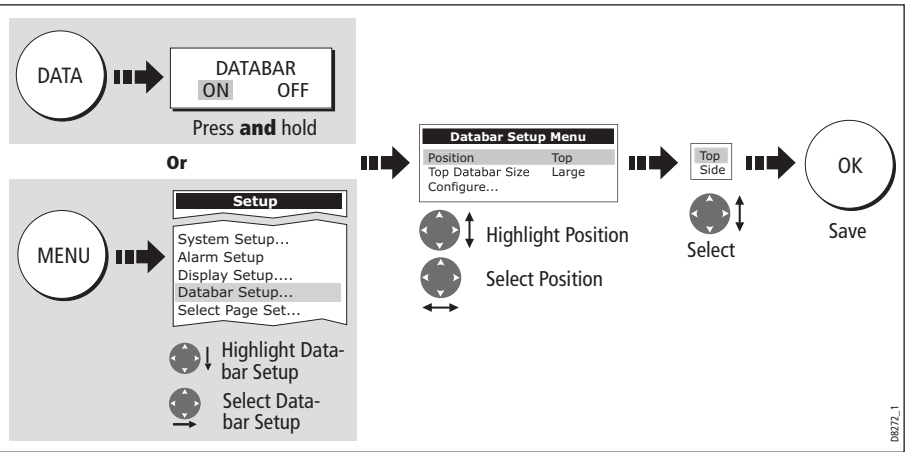 DATA
DATABAR
ON OFF
Press and hold
Or
MENU
Setup
System Setup...
Alarm Setup
Display Setup....
Databar Setup...
Select Page Set...
Highlight Data-
bar Setup
Select Data-
bar Setup
Databar Setup Menu
Position Top
Top Databar Size Large
Configure...
Highlight Position
Select Position
Top
Side
Select
OK
Save
D8272_1